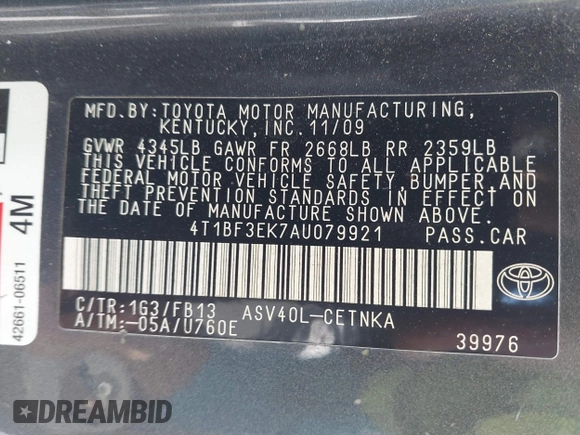 MFD.BY:TOYOTA MOTOR MANUFACTURING,
KENTUCKY,INC.11/09
GVWR 4345LB GAWR FR 2668LB RR 2359LB
THIS VEHICLE CONFORMS TO ALL APPLICABLE
FEDERAL MOTOR VEHICLE SAFETY,BUMPER,AND
THEFT PREVENTION STANDARDS IN EFFECT ON
THE DATE OF MANUFACTURE SHOWN ABOVE.
4T1BF3EK7AU079921 PASS.CAR
C/TR:1G3/FB13 ASV40L-CETNKA
A/TM:-05A/U760E
39976
TOYOTA
42661-06511
4M
DREAMBID